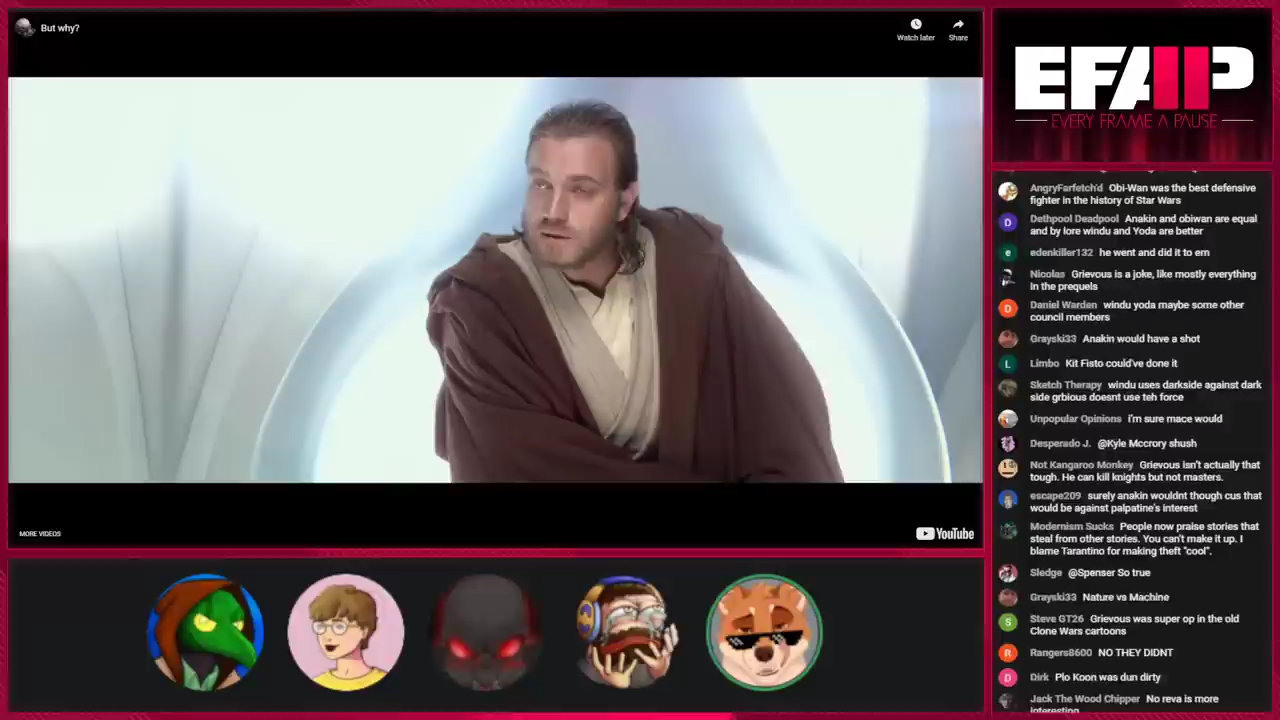 But why?
Watch later
Share
MORE VIDEOS
YouTube
EFAP
EVERY FRAME A PAUSE
AngryFarfetch'd Obi-Wan was the best defensive
fighter in the history of Star Wars
Dethpool Deadpool Anakin and obiwan are equal
and by lore windu and Yoda are better
edenkiller132 he went and did it to em
Nicolas Grievous is a joke, like mostly everything
in the prequels
Daniel Warden windu yoda maybe some other
council members
Grayski33 Anakin would have a shot
Limbo Kit Fisto could've done it
Sketch Therapy windu uses darkside against dark
side grbious doesnt use teh force
Unpopular Opinions i'm sure mace would
Desperado J. @Kyle Mccrory shush
Not Kangaroo Monkey Grievous isn't actually that
tough. He can kill knights but not masters.
escape209 surely anakin wouldnt though cus that
would be against palpatine's interest
Modernism Sucks People now praise stories that
steal from other stories. You can't make it up. I
blame Tarantino for making theft "cool".
Sledge @Spenser So true
Grayski33 Nature vs Machine
Steve GT26 Grievous was super op in the old
Clone Wars cartoons
Rangers8600 NO THEY DIDNT
Dirk Plo Koon was dun dirty
Jack The Wood Chipper No reva is more
interesting